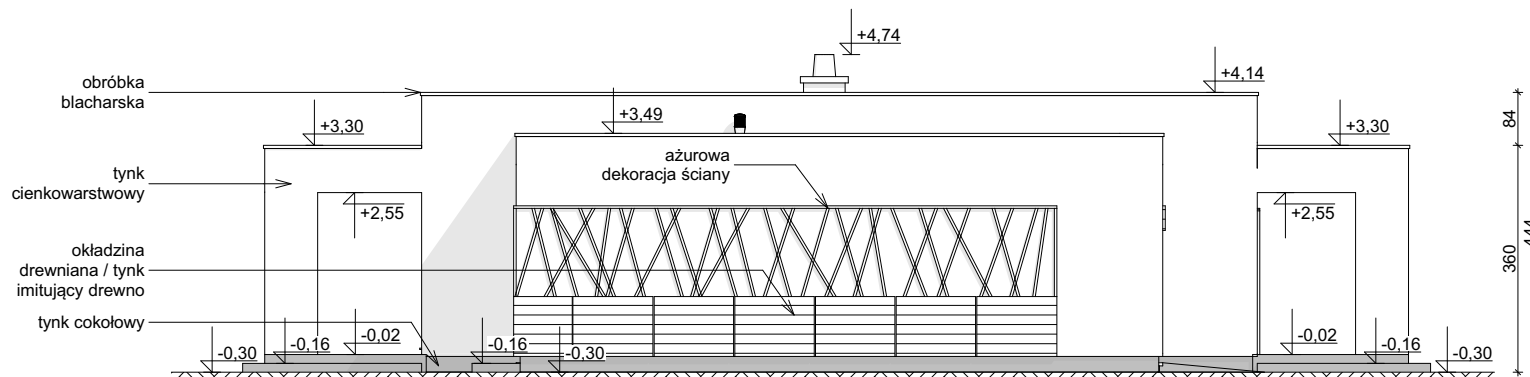 +4,74
+4,14
obróbka
blacharska
+3,30
+3,49
+3,30
84
ażurowa
dekoracja ściany
tynk
cienkowarstwowy
+2,55
+2,55
okładzina
drewniana / tynk
imitujący drewno
360
444
tynk cokołowy
-0,30
-0,16
-0,02
-0,16
-0,30
-0,02
-0,16
-0,30